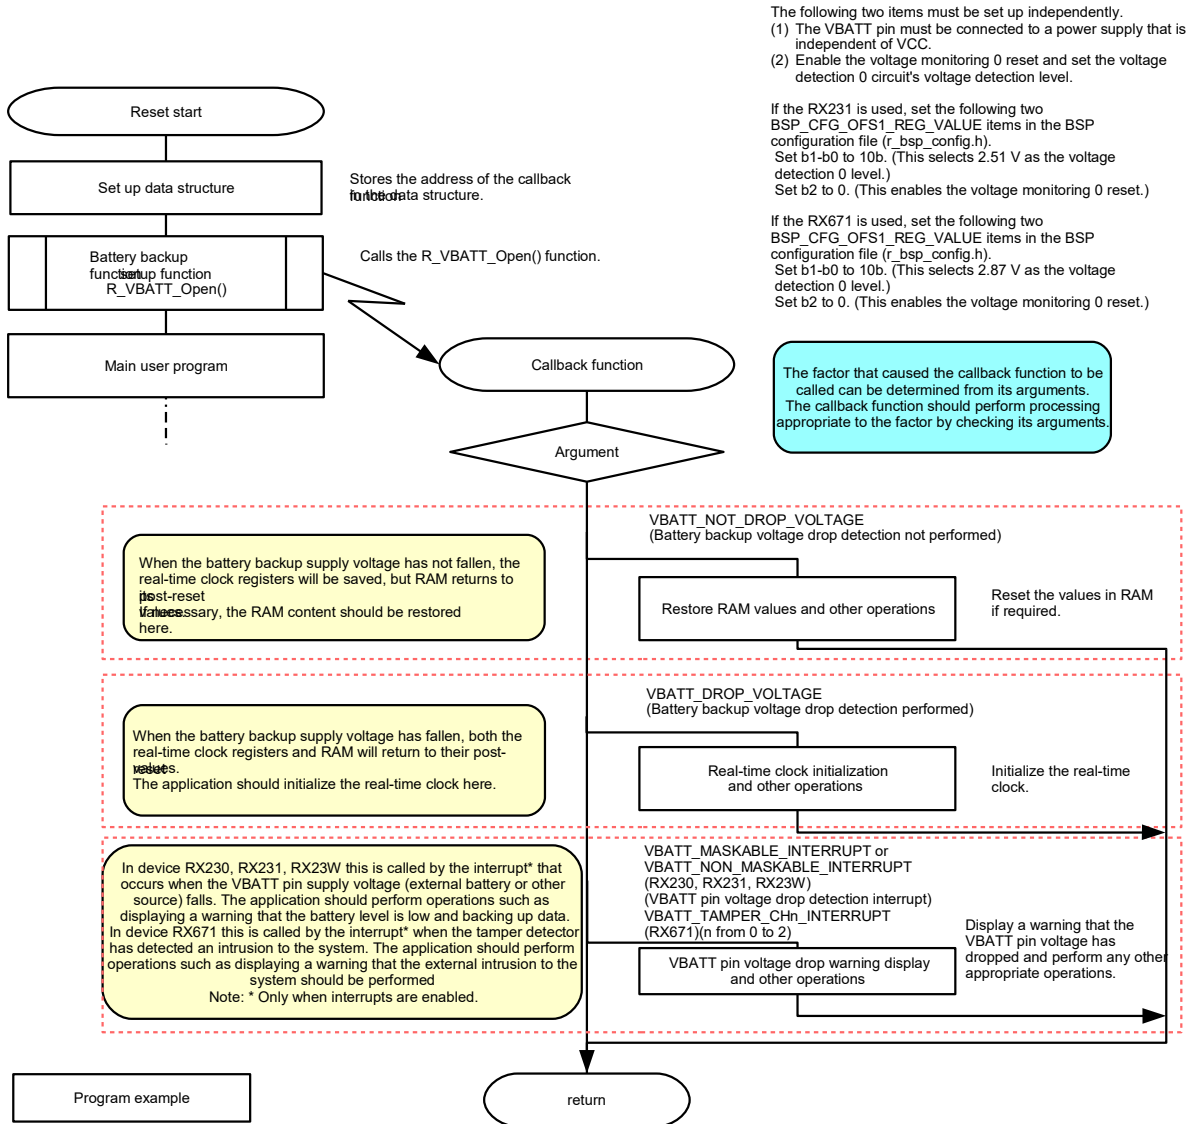 The following two items must be set up independently.
(1) The VBATT pin must be connected to a power supply that is
independent of VCC.
(2) Enable the voltage monitoring 0 reset and set the voltage
detection 0 circuit's voltage detection level.
If the RX231 is used, set the following two
BSP_CFG_OFS1_REG_VALUE items in the BSP
configuration file (r_bsp_config.h).
Set b1-b0 to 10b. (This selects 2.51 V as the voltage
detection 0 level.)
Set b2 to 0. (This enables the voltage monitoring 0 reset.)
If the RX671 is used, set the following two
BSP_CFG_OFS1_REG_VALUE items in the BSP
configuration file (r_bsp_config.h).
Set b1-b0 to 10b. (This selects 2.87 V as the voltage
detection 0 level.)
Set b2 to 0. (This enables the voltage monitoring 0 reset.)
Reset start
Set up data structure
Stores the address of the callback
function
in the data structure.
Battery backup
function
setup function
R_VBATT_Open()
Calls the R_VBATT_Open() function.
Main user program
Callback function
The factor that caused the callback function to be
called can be determined from its arguments.
The callback function should perform processing
appropriate to the factor by checking its arguments.
Argument
VBATT_NOT_DROP_VOLTAGE
(Battery backup voltage drop detection not performed)
When the battery backup supply voltage has not fallen, the
real-time clock registers will be saved, but RAM returns to
its
post-reset
values.
If necessary, the RAM content should be restored
here.
Restore RAM values and other operations
Reset the values in RAM
if required.
VBATT_DROP_VOLTAGE
(Battery backup voltage drop detection performed)
When the battery backup supply voltage has fallen, both the
real-time clock registers and RAM will return to their post-
reset
values.
The application should initialize the real-time clock here.
Real-time clock initialization
and other operations
Initialize the real-time
clock.
VBATT_MASKABLE_INTERRUPT or
VBATT_NON_MASKABLE_INTERRUPT
(RX230, RX231, RX23W)
(VBATT pin voltage drop detection interrupt)
VBATT_TAMPER_CHn_INTERRUPT
(RX671)(n from 0 to 2)
In device RX230, RX231, RX23W this is called by the interrupt* that
occurs when the VBATT pin supply voltage (external battery or other
source) falls. The application should perform operations such as
displaying a warning that the battery level is low and backing up data.
In device RX671 this is called by the interrupt* when the tamper detector
has detected an intrusion to the system. The application should perform
operations such as displaying a warning that the external intrusion to the
system should be performed
Note: * Only when interrupts are enabled.
VBATT pin voltage drop warning display
and other operations
Display a warning that the
VBATT pin voltage has
dropped and perform any other
appropriate operations.
Program example
return